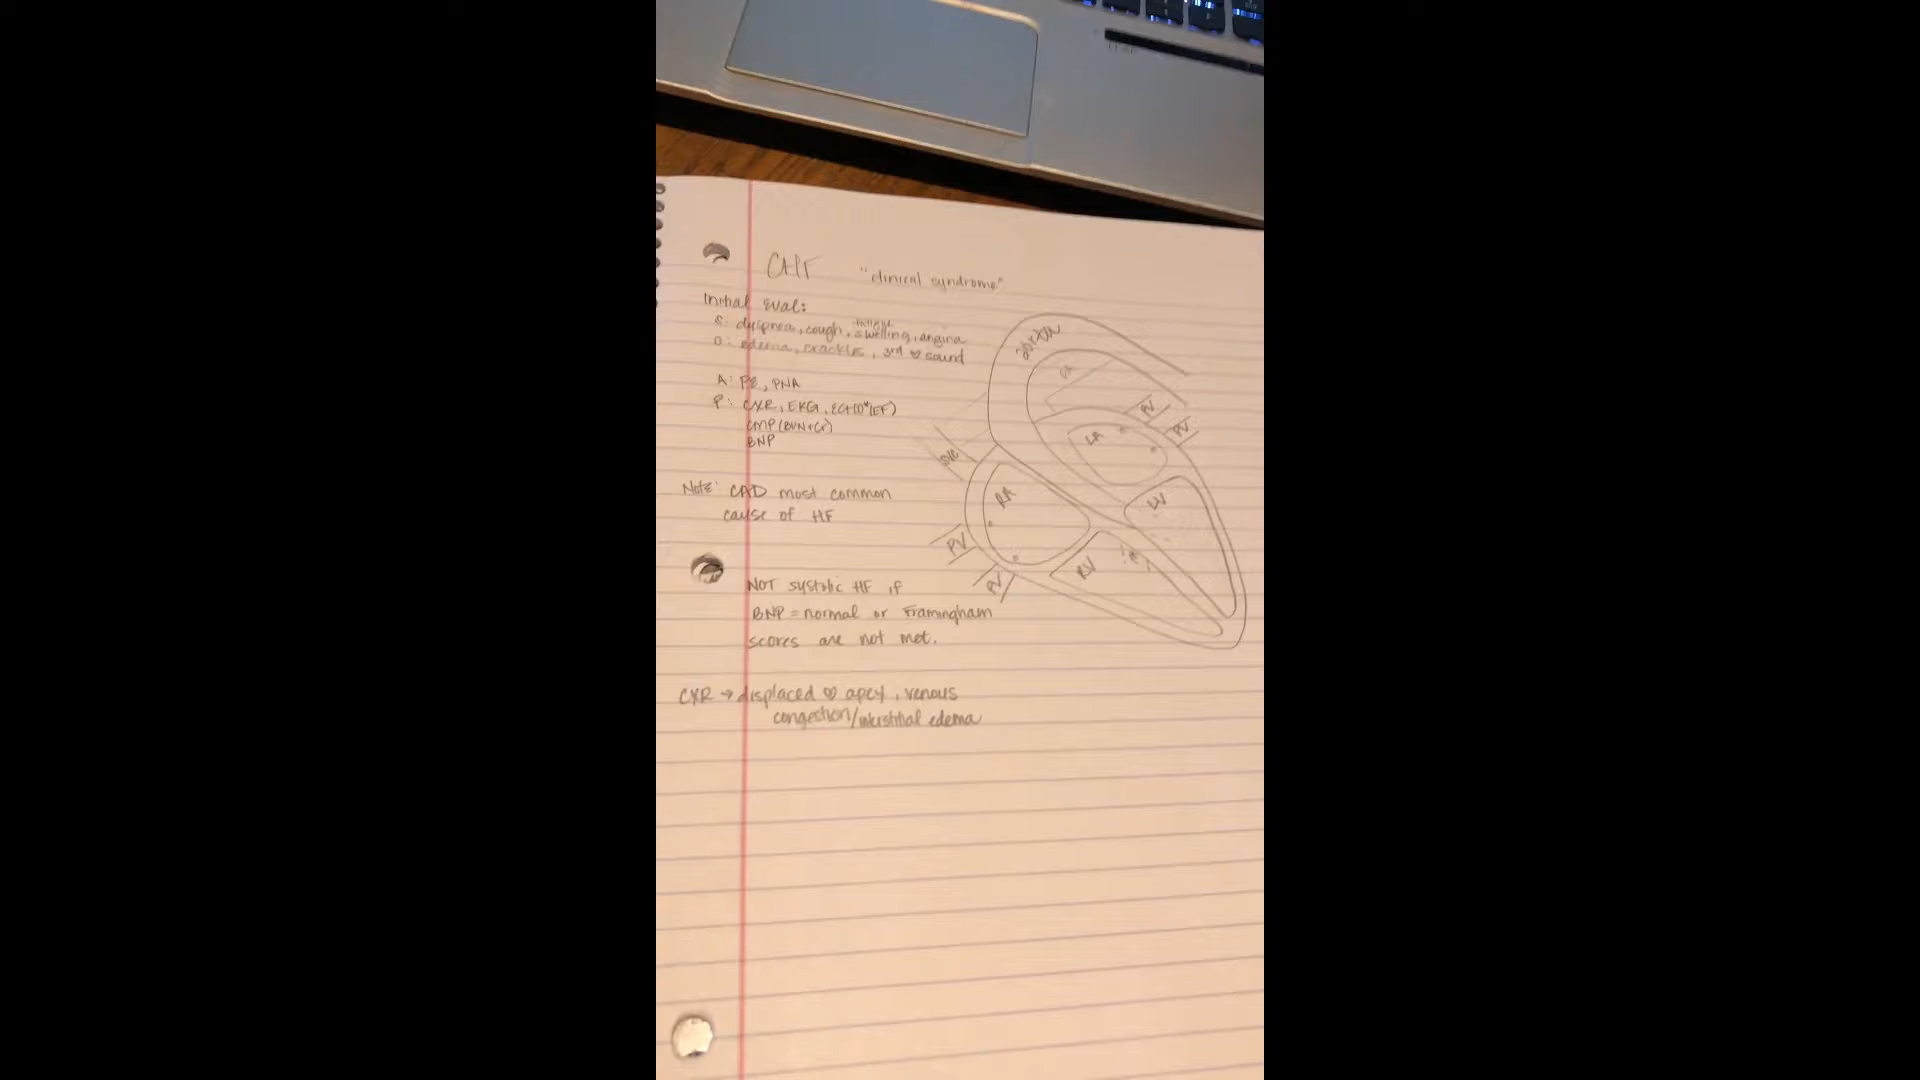 CHF "clinical syndrome"
Initial eval:
S: dyspnea, cough, fatigue, swelling, angina
O: edema, crackles, 3rd ♡ sound
A: PE, PNA
P: CXR, EKG, ECHO*(EF)
CMP (BUN+Cr)
BNP
Note: CAD most common
cause of HF
NOT systolic HF if
BNP = normal or Framingham
scores are not met.
CXR → displaced ♡ apex, venous
congestion/interstitial edema
aorta
PV
PV
LA
SVC
RA
LV
PV
RV
PV